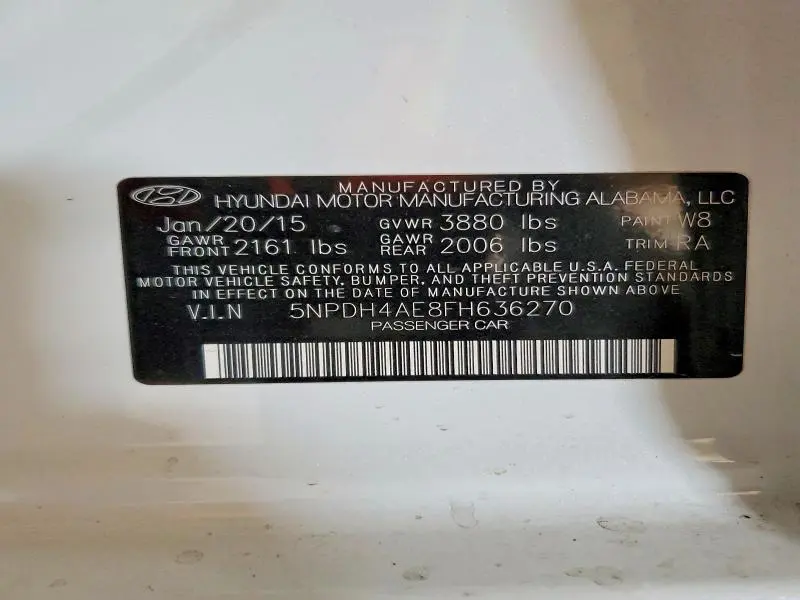 MANUFACTURED BY
HYUNDAI MOTOR MANUFACTURING ALABAMA, LLC
Jan/20/15 GVWR 3880 lbs PAINT W8
GAWR FRONT 2161 lbs GAWR REAR 2006 lbs TRIM RA
THIS VEHICLE CONFORMS TO ALL APPLICABLE U.S.A. FEDERAL
MOTOR VEHICLE SAFETY, BUMPER, AND THEFT PREVENTION STANDARDS
IN EFFECT ON THE DATE OF MANUFACTURE SHOWN ABOVE
V.I.N 5NPDH4AE8FH636270
PASSENGER CAR